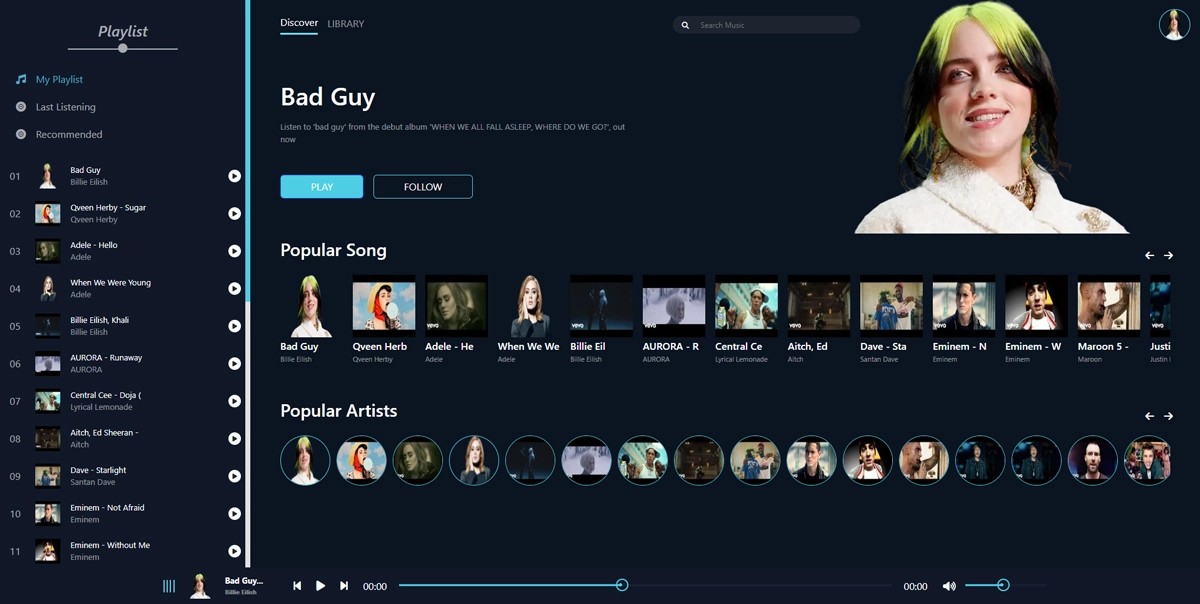 Playlist
My Playlist
Last Listening
Recommended
01
Bad Guy
Billie Eilish
02
Qveen Herby - Sugar
Qveen Herby
03
Adele - Hello
Adele
04
When We Were Young
Adele
05
Billie Eilish, Khali
Billie Eilish
06
AURORA - Runaway
AURORA
07
Central Cee - Doja (
Lyrical Lemonade
08
Aitch, Ed Sheeran -
Aitch
09
Dave - Starlight
Santan Dave
10
Eminem - Not Afraid
Eminem
11
Eminem - Without Me
Eminem
Discover LIBRARY
Search Music
Bad Guy
Listen to 'bad guy' from the debut album 'WHEN WE ALL FALL ASLEEP, WHERE DO WE GO?', out
now
PLAY FOLLOW
Popular Song
Bad Guy
Billie Eilish
Qveen Herb
Qveen Herby
Adele - He
Adele
When We We
Adele
Billie Eil
Billie Eilish
AURORA - R
AURORA
Central Ce
Lyrical Lemonade
Aitch, Ed
Aitch
Dave - Sta
Santan Dave
Eminem - N
Eminem
Eminem - W
Eminem
Maroon 5 -
Maroon
Justi
Justin
Popular Artists
Bad Guy...
Billie Eilish
00:00
00:00